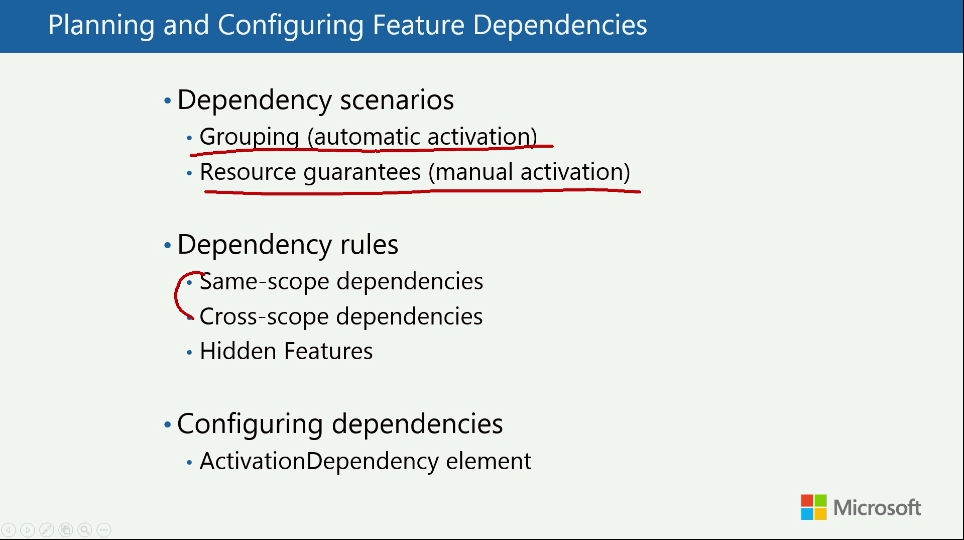 Planning and Configuring Feature Dependencies
• Dependency scenarios
• Grouping (automatic activation)
• Resource guarantees (manual activation)
• Dependency rules
• Same-scope dependencies
• Cross-scope dependencies
• Hidden Features
• Configuring dependencies
• ActivationDependency element
Microsoft